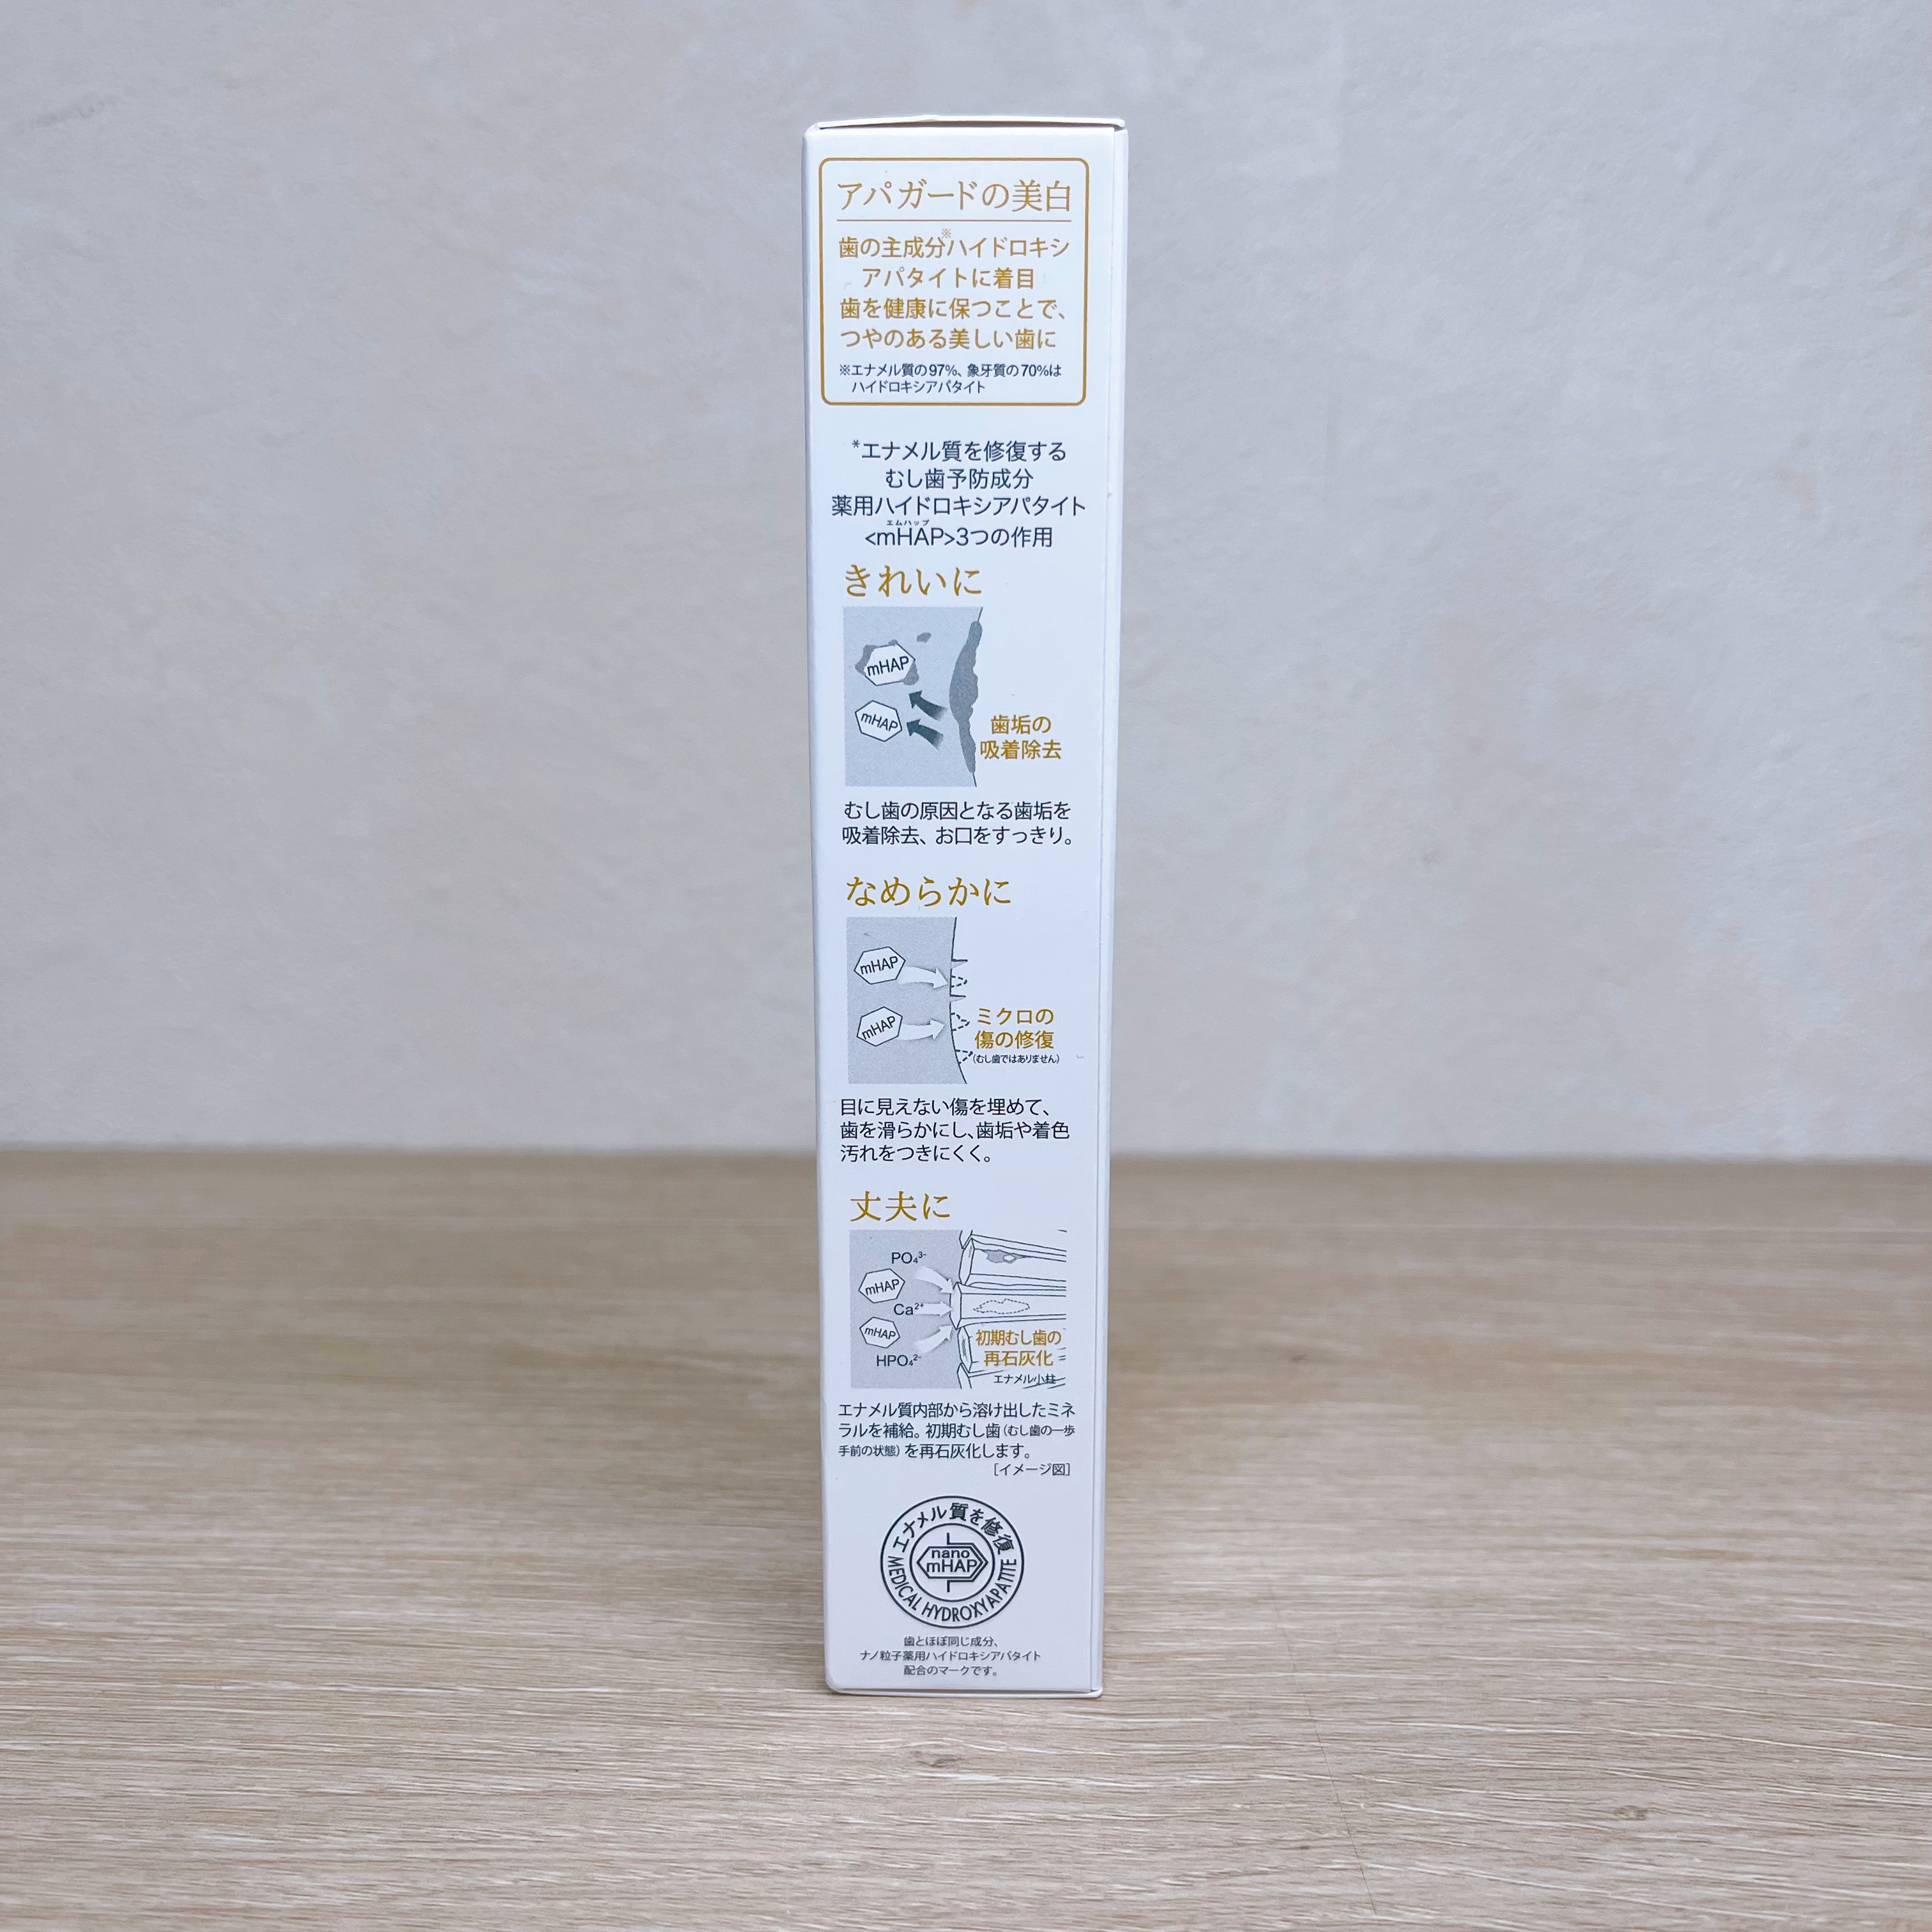 アパガードの美白
歯の主成分※ハイドロキシ
アパタイトに着目
歯を健康に保つことで、
つやのある美しい歯に
※エナメル質の97%、象牙質の70%は
ハイドロキシアパタイト
*エナメル質を修復する
むし歯予防成分
薬用ハイドロキシアパタイト
エムハップ
<mHAP>3つの作用
きれいに
mHAP
mHAP
歯垢の
吸着除去
むし歯の原因となる歯垢を
吸着除去、お口をすっきり。
なめらかに
mHAP
mHAP
ミクロの
傷の修復
(むし歯ではありません)
目に見えない傷を埋めて、
歯を滑らかにし、歯垢や着色
汚れをつきにくく。
丈夫に
PO₄³⁻
mHAP
Ca²⁺
mHAP
HPO₄²⁻
初期むし歯の
再石灰化
エナメル小柱
エナメル質内部から溶け出したミネ
ラルを補給。初期むし歯(むし歯の一歩
手前の状態)を再石灰化します。
[イメージ図]
エナメル質を修復
nano
mHAP
MEDICAL HYDROXYAPATITE
歯とほぼ同じ成分、
ナノ粒子薬用ハイドロキシアパタイト
配合のマークです。